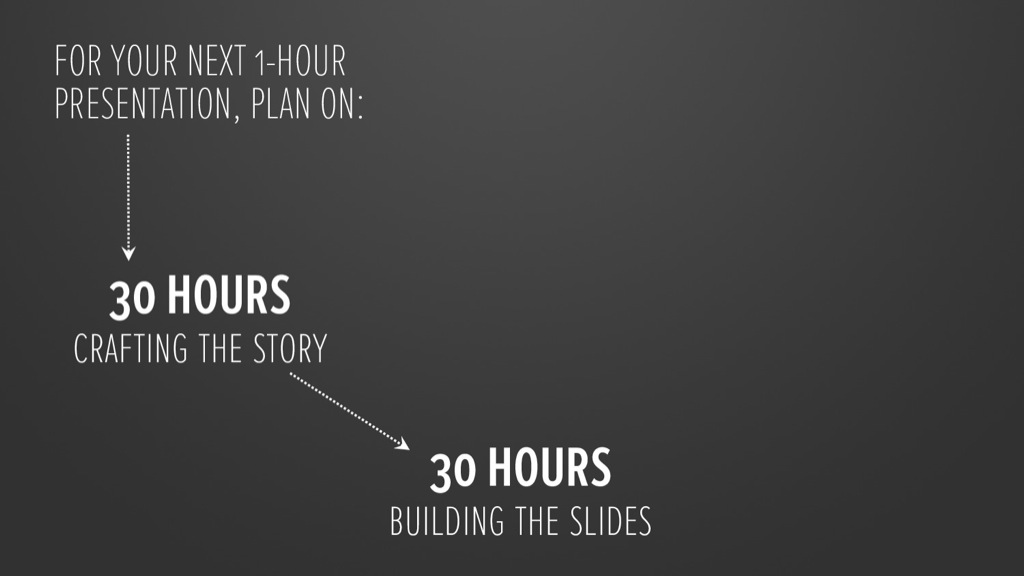 FOR YOUR NEXT 1-HOUR
PRESENTATION, PLAN ON:
30 HOURS
CRAFTING THE STORY
30 HOURS
BUILDING THE SLIDES